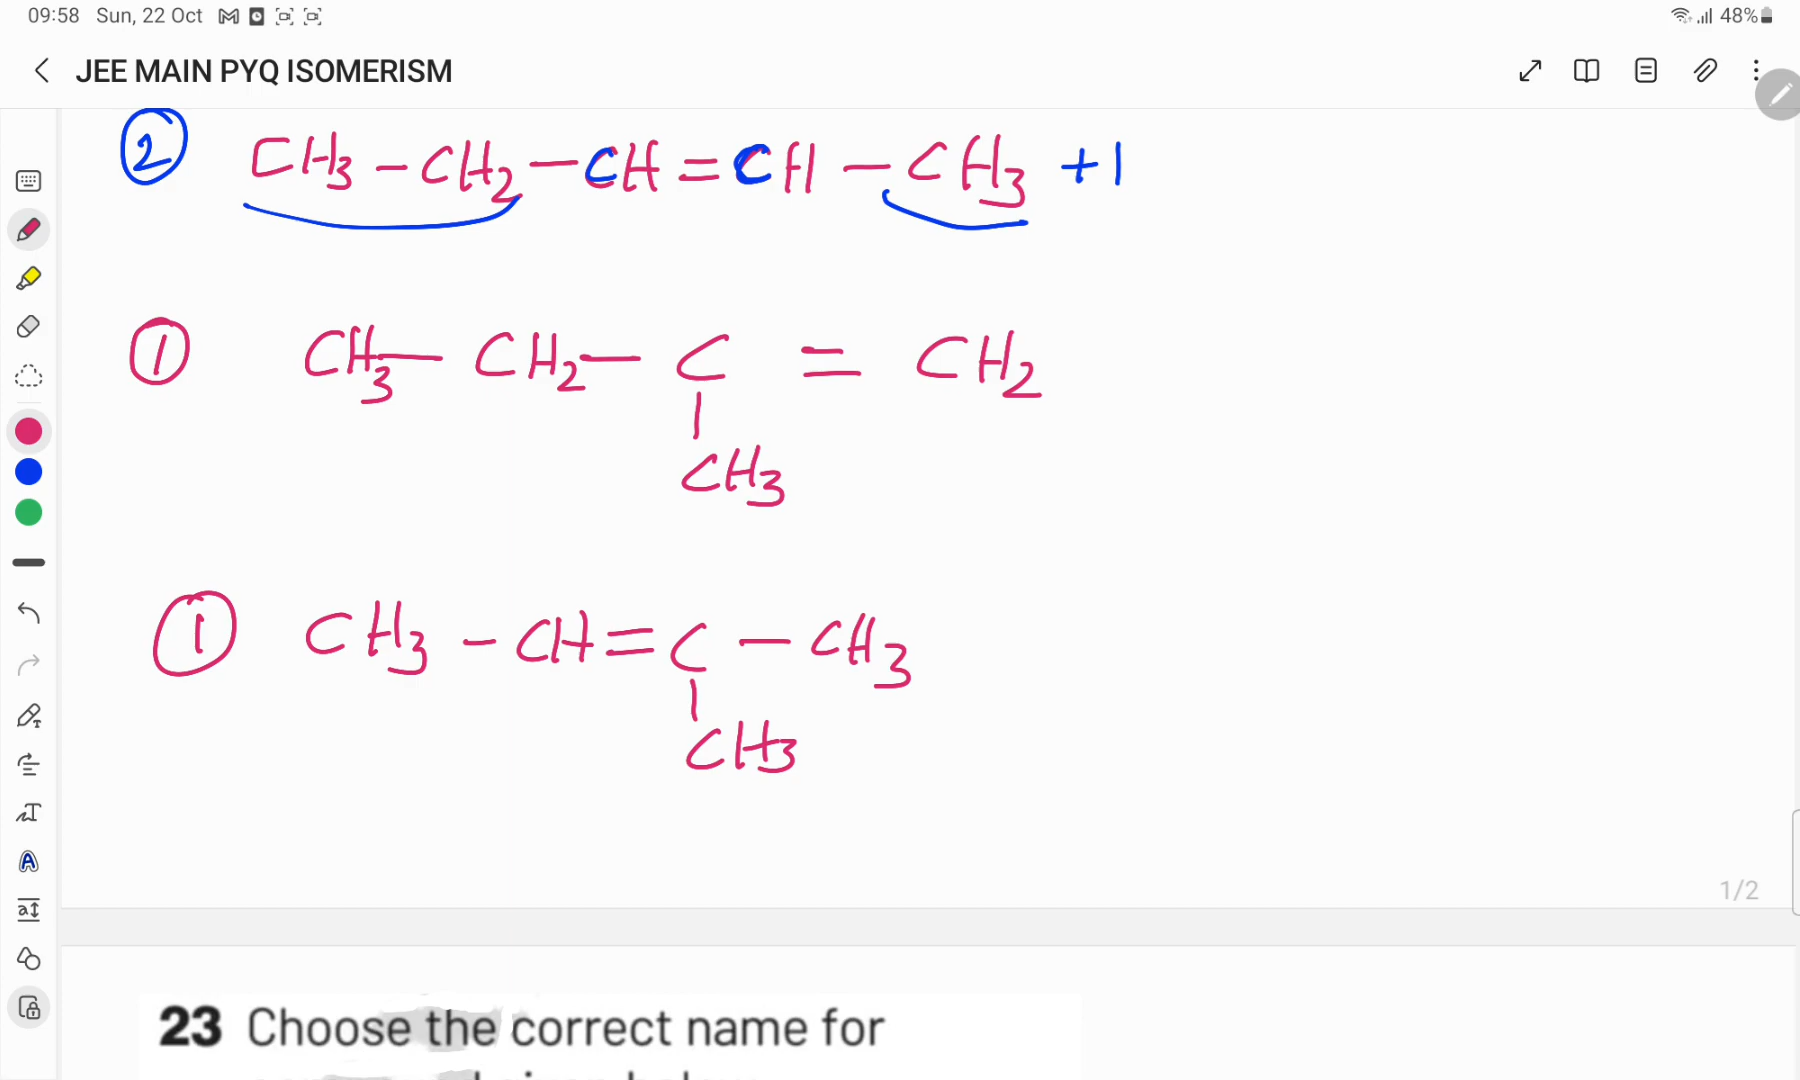 09:58 Sun, 22 Oct 48%
JEE MAIN PYQ ISOMERISM
2 CH3 - CH2 - CH = CH - CH3 +1
1 CH3 - CH2 - C = CH2
CH3
1 CH3 - CH = C - CH3
CH3
1/2
23 Choose the correct name for